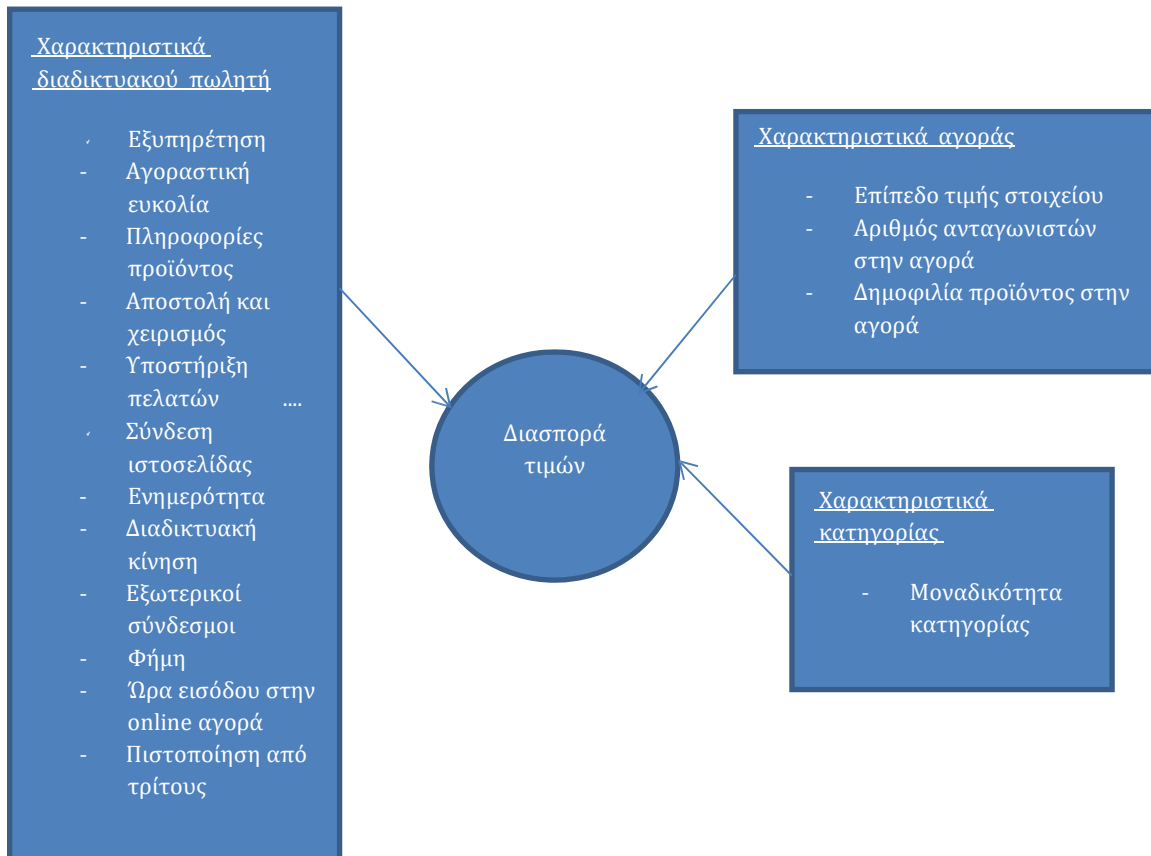 Χαρακτηριστικά
διαδικτυακού πωλητή
Εξυπηρέτηση
- Αγοραστική
ευκολία
- Πληροφορίες
προϊόντος
- Αποστολή και
χειρισμός
- Υποστήριξη
πελατών ....
Σύνδεση
ιστοσελίδας
- Ενημερότητα
- Διαδικτυακή
κίνηση
- Εξωτερικοί
σύνδεσμοι
- Φήμη
- Ώρα εισόδου στην
online αγορά
- Πιστοποίηση από
τρίτους
Διασπορά
τιμών
Χαρακτηριστικά αγοράς
- Επίπεδο τιμής στοιχείου
- Αριθμός ανταγωνιστών
στην αγορά
- Δημοφιλία προϊόντος στην
αγορά
Χαρακτηριστικά
κατηγορίας
- Μοναδικότητα
κατηγορίας